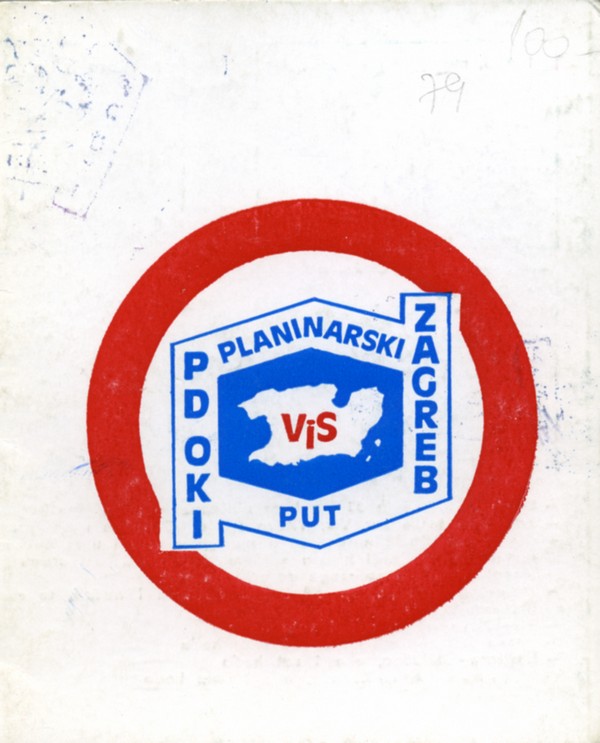 100
79
PLANINARSKI
ZAGREB
PD OKI
ViS
PUT